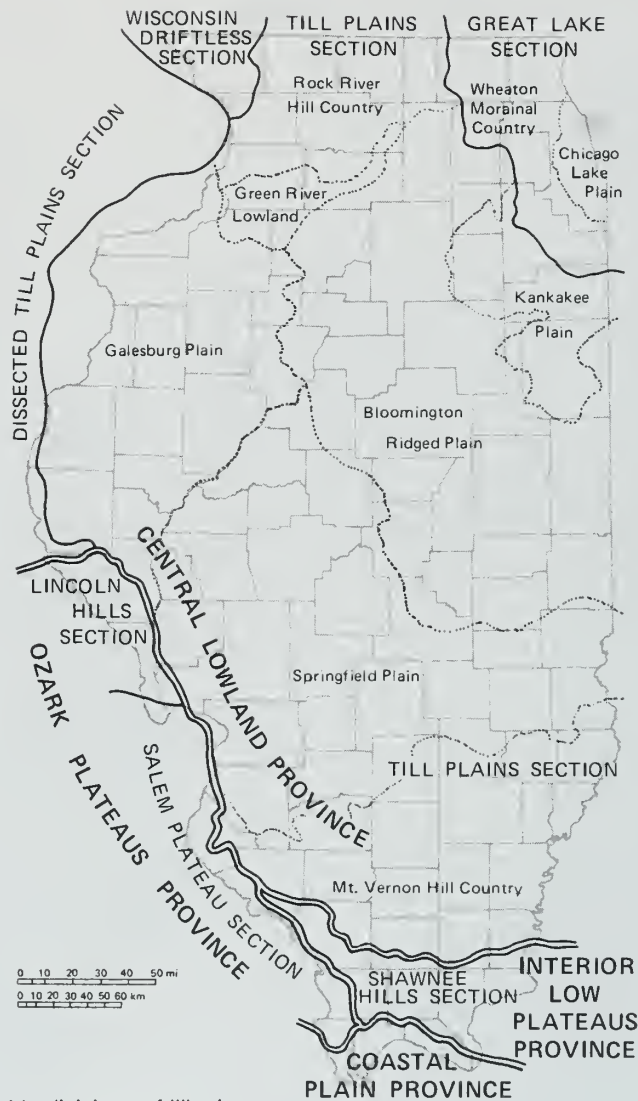 WISCONSIN
DRIFTLESS
SECTION
TILL PLAINS
SECTION
GREAT LAKE
SECTION
Rock River
Hill Country
Wheaton
Morainal
Country
Chicago
Lake
Plain
DISSECTED TILL PLAINS SECTION
Green River
Lowland
Kankakee
Plain
Galesburg Plain
Bloomington
Ridged Plain
LINCOLN
HILLS
SECTION
CENTRAL LOWLAND PROVINCE
OZARK PLATEAUS PROVINCE
Springfield Plain
SALEM PLATEAU SECTION
TILL PLAINS SECTION
Mt. Vernon Hill Country
0 10 20 30 40 50 mi
0 10 20 30 40 50 60 km
SHAWNEE
HILLS SECTION
INTERIOR
LOW
PLATEAUS
PROVINCE
COASTAL
PLAIN PROVINCE